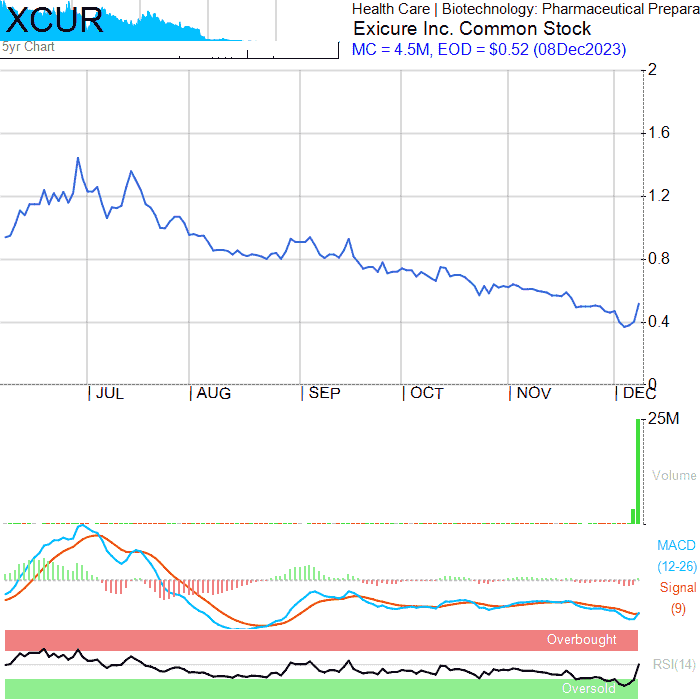 XCUR
Health Care | Biotechnology: Pharmaceutical Prepara
Exicure Inc. Common Stock
5yr Chart
MC = 4.5M, EOD = $0.52 (08Dec2023)
2
1.6
1.2
0.8
0.4
0
JUL AUG SEP OCT NOV DEC
25M
Volume
MACD
(12-26)
Signal
(9)
Overbought
RSI(14)
Oversold